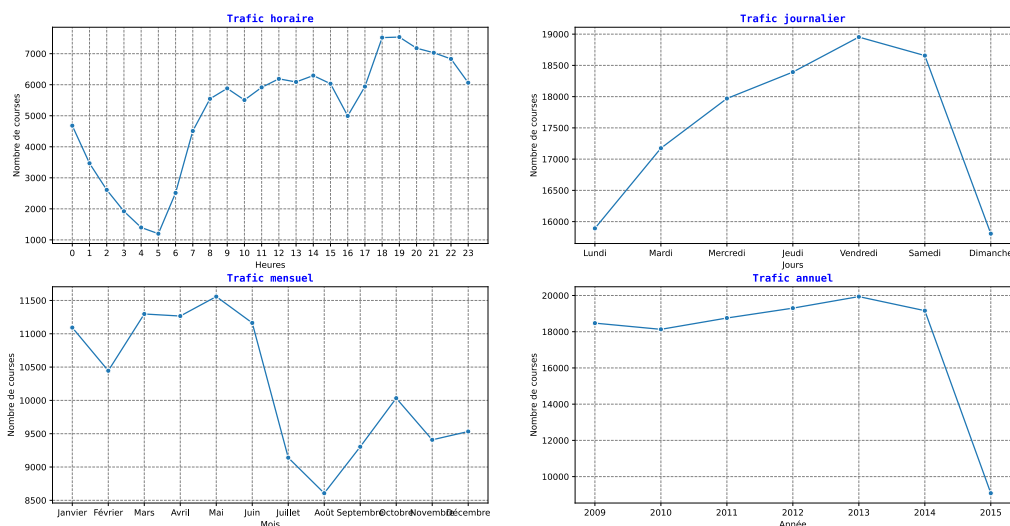 Trafic horaire
Nombre de courses
7000
6000
5000
4000
3000
2000
1000
0 1 2 3 4 5 6 7 8 9 10 11 12 13 14 15 16 17 18 19 20 21 22 23
Heures
Trafic journalier
Nombre de courses
19000
18500
18000
17500
17000
16500
16000
Lundi Mardi Mercredi Jeudi Vendredi Samedi Dimanche
Jours
Trafic mensuel
Nombre de courses
11500
11000
10500
10000
9500
9000
8500
Janvier Février Mars Avril Mai Juin Juillet Août Septembre Octobre Novembre Décembre
Mois
Trafic annuel
Nombre de courses
20000
18000
16000
14000
12000
10000
2009 2010 2011 2012 2013 2014 2015
Année